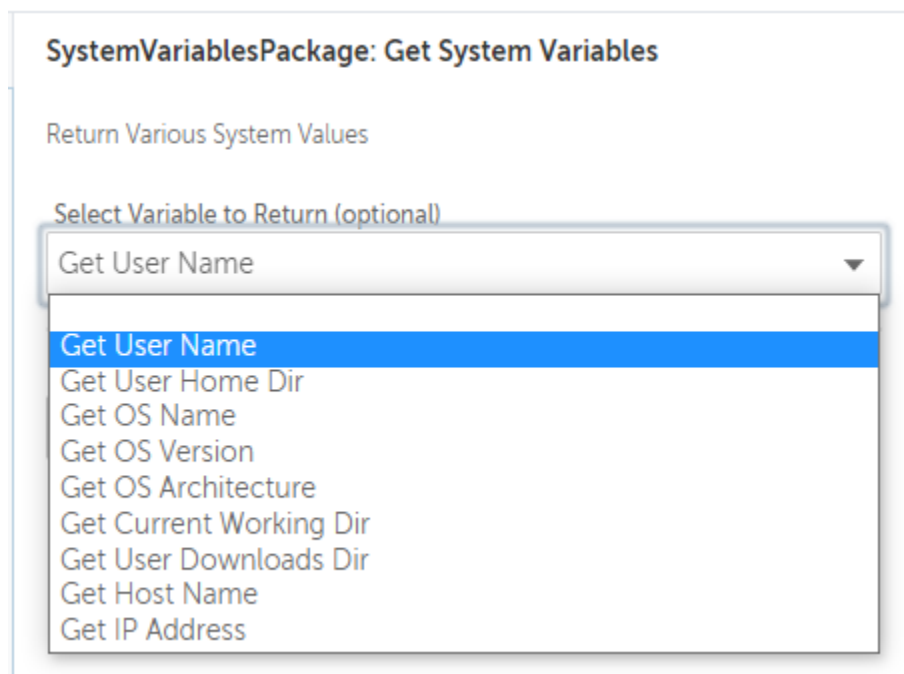 SystemVariablesPackage: Get System Variables
Return Various System Values
Select Variable to Return (optional)
Get User Name
Get User Name
Get User Home Dir
Get OS Name
Get OS Version
Get OS Architecture
Get Current Working Dir
Get User Downloads Dir
Get Host Name
Get IP Address